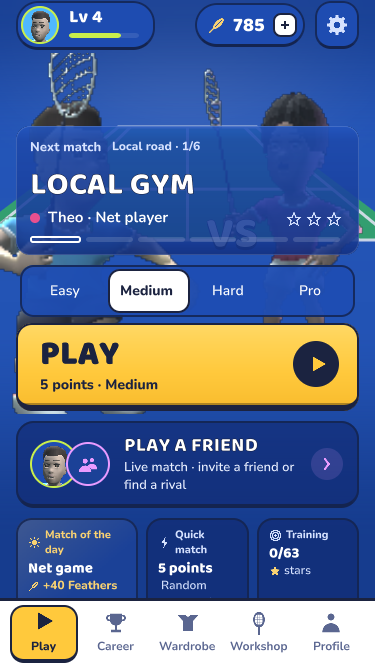 Lv 4
785
Next match Local road · 1/6
LOCAL GYM
Theo · Net player
VS
Easy Medium Hard Pro
PLAY
5 points · Medium
PLAY A FRIEND
Live match · invite a friend or
find a rival
Match of the
day
Net game
+40 Feathers
Quick
match
5 points
Random
Training
0/63
stars
Play Career Wardrobe Workshop Profile